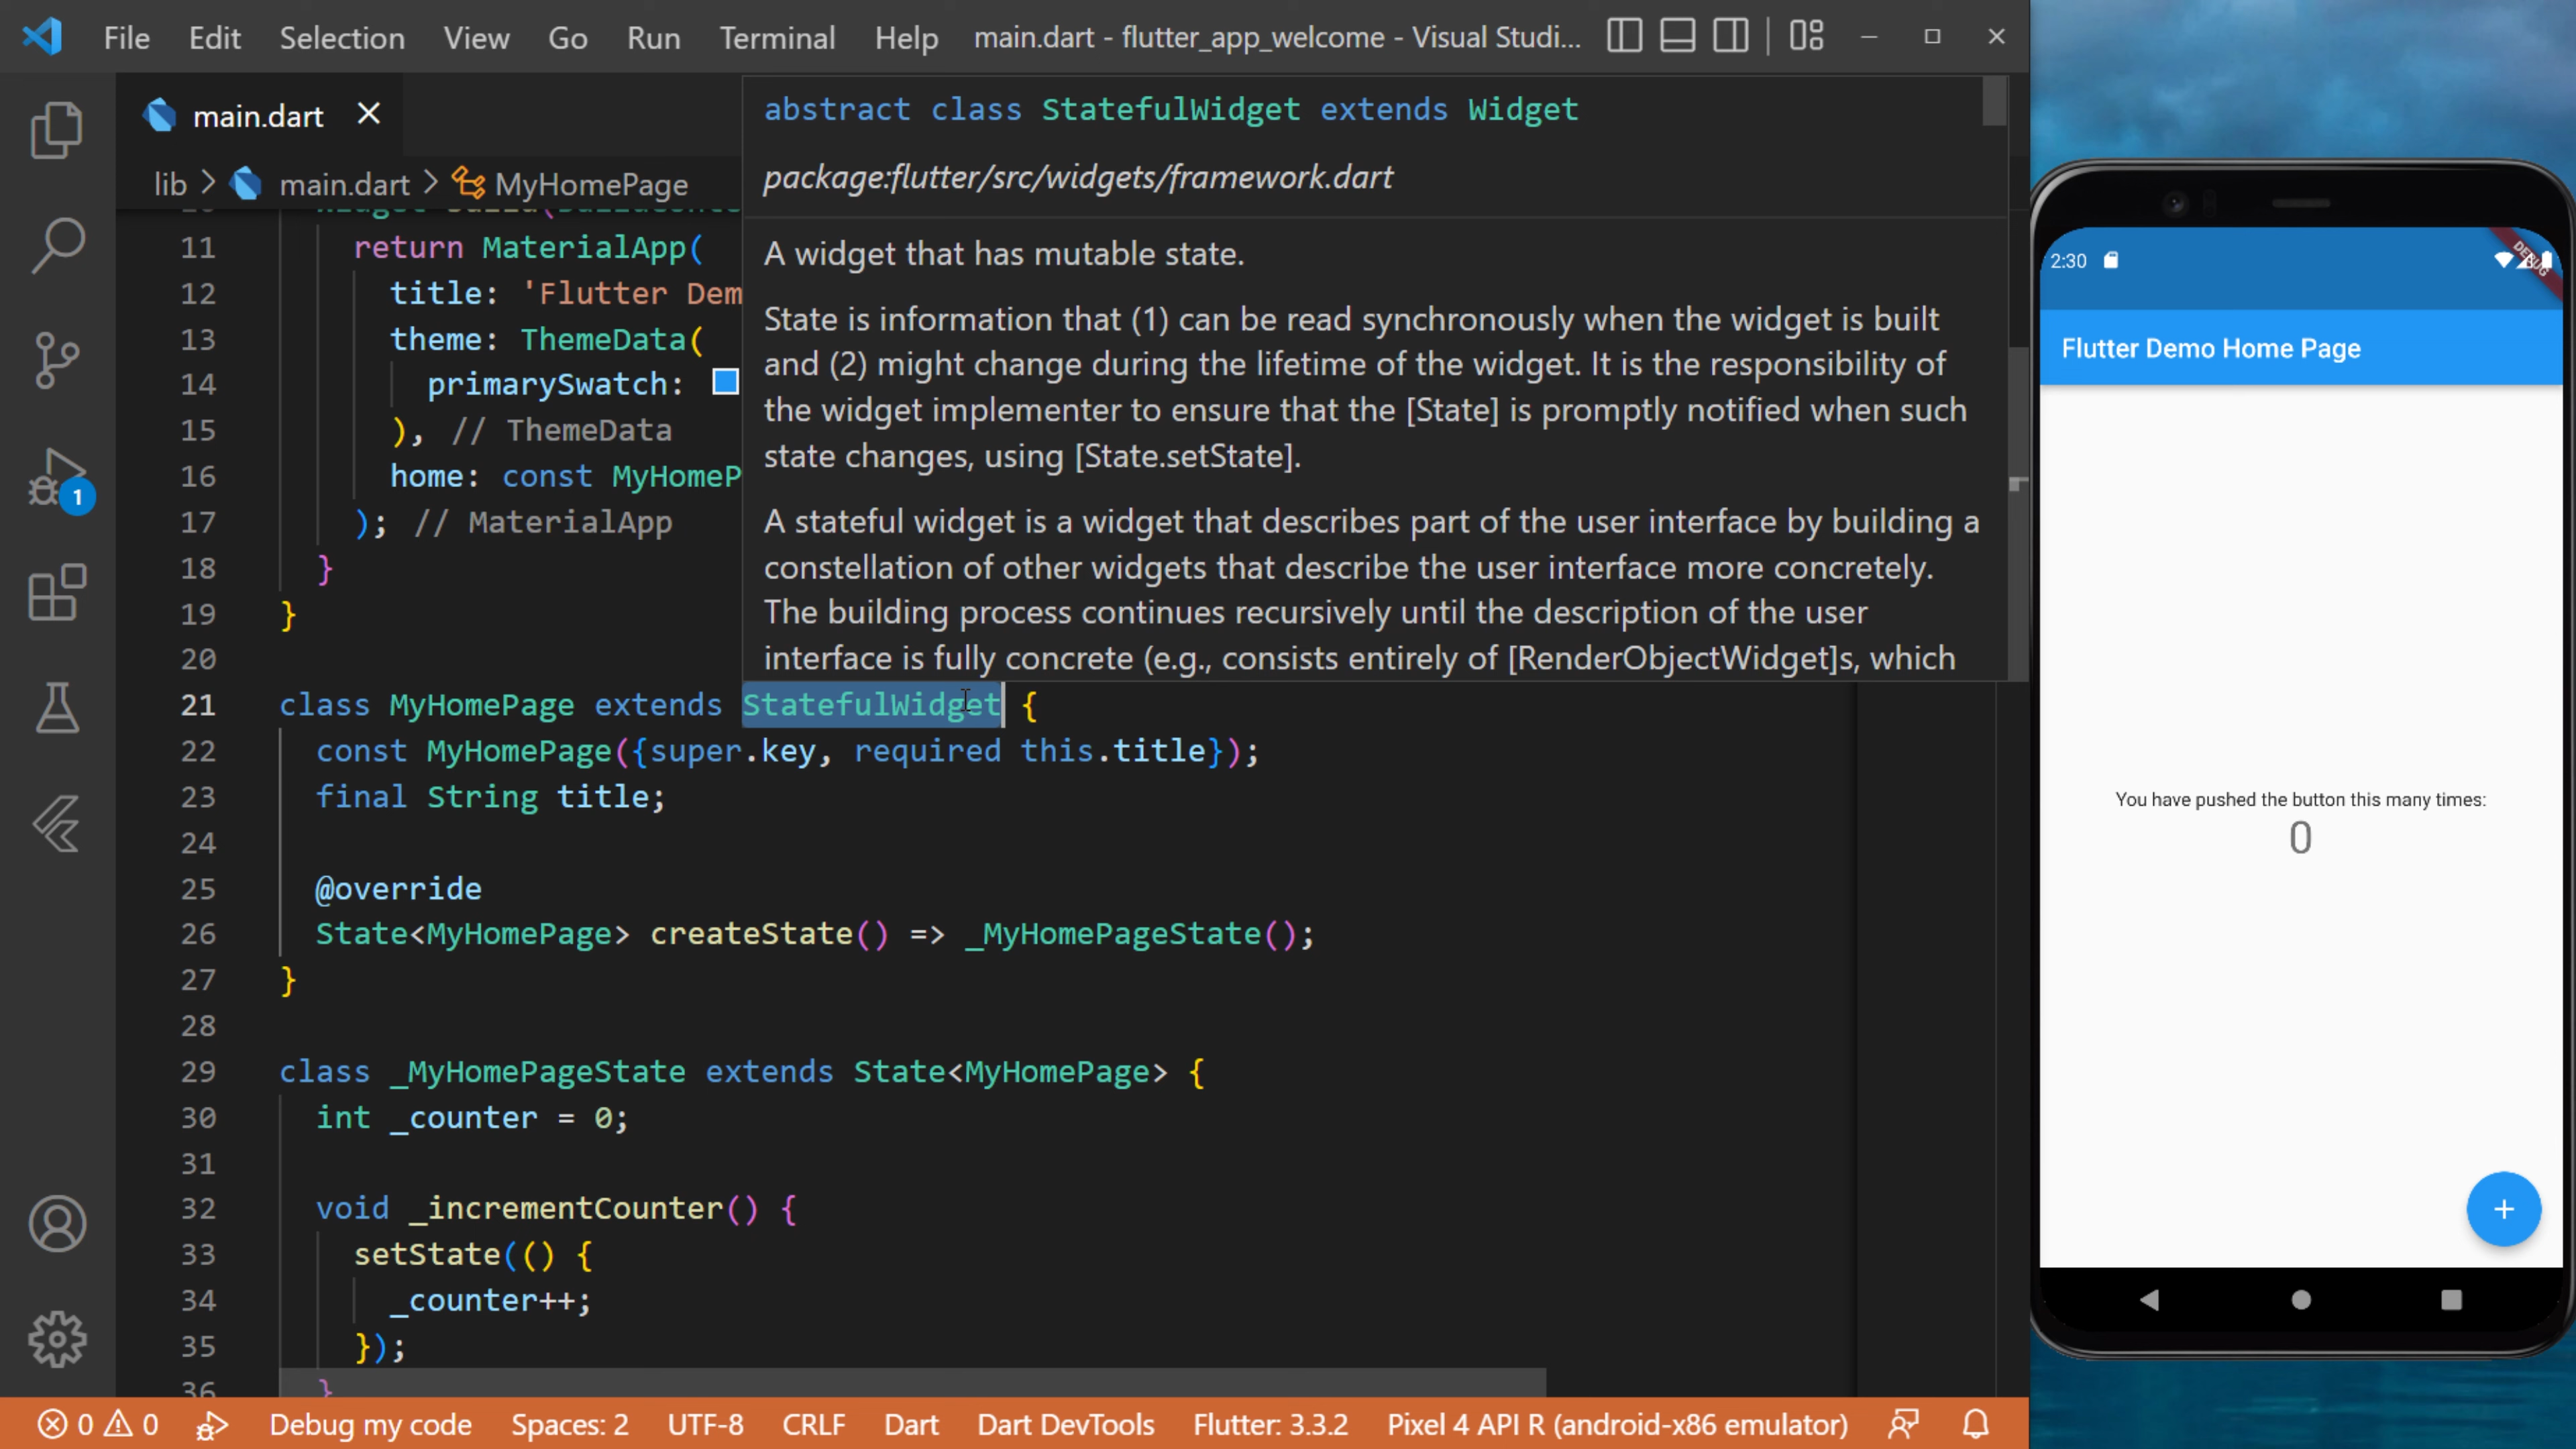 File Edit Selection View Go Run Terminal Help main.dart - flutter_app_welcome - Visual Studi...
main.dart
lib > main.dart > MyHomePage
abstract class StatefulWidget extends Widget
package:flutter/src/widgets/framework.dart
A widget that has mutable state.
State is information that (1) can be read synchronously when the widget is built
and (2) might change during the lifetime of the widget. It is the responsibility of
the widget implementer to ensure that the [State] is promptly notified when such
state changes, using [State.setState].
A stateful widget is a widget that describes part of the user interface by building a
constellation of other widgets that describe the user interface more concretely.
The building process continues recursively until the description of the user
interface is fully concrete (e.g., consists entirely of [RenderObjectWidget]s, which
11 return MaterialApp(
12 title: 'Flutter Dem
13 theme: ThemeData(
14 primarySwatch:
15 ), // ThemeData
16 home: const MyHomeP
17 ); // MaterialApp
18 }
19 }
20
21 class MyHomePage extends StatefulWidget {
22 const MyHomePage({super.key, required this.title});
23 final String title;
24
25 @override
26 State<MyHomePage> createState() => _MyHomePageState();
27 }
28
29 class _MyHomePageState extends State<MyHomePage> {
30 int _counter = 0;
31
32 void _incrementCounter() {
33 setState(() {
34 _counter++;
35 });
36 }
1
0 0 Debug my code Spaces: 2 UTF-8 CRLF Dart Dart DevTools Flutter: 3.3.2 Pixel 4 API R (android-x86 emulator)
2:30
DEBUG
Flutter Demo Home Page
You have pushed the button this many times:
0
+